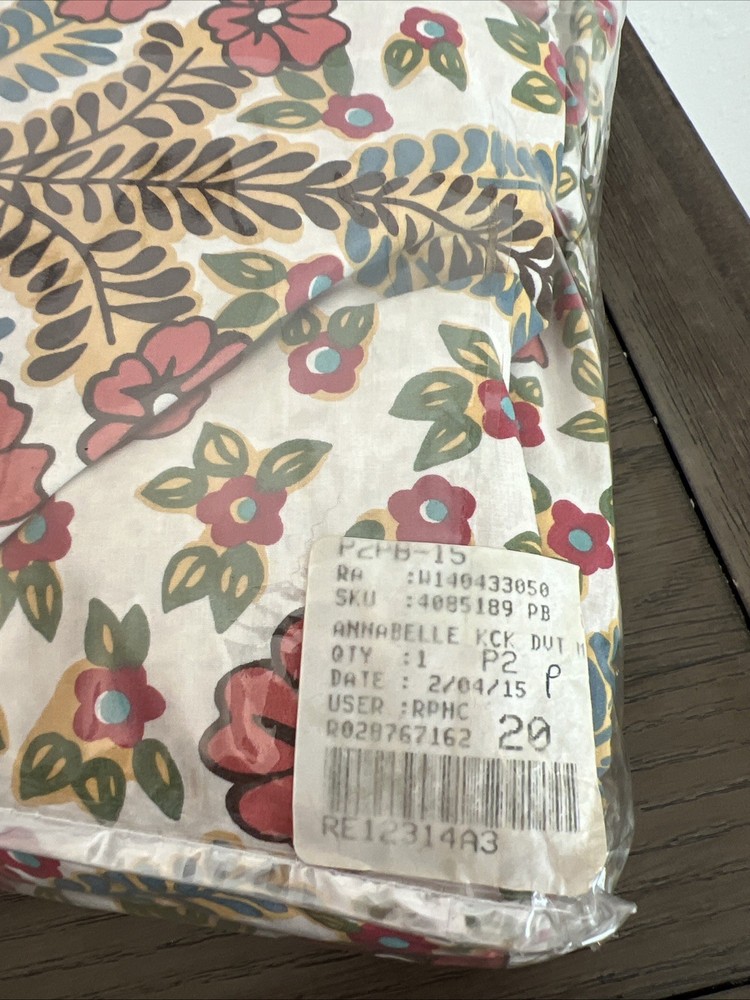 P2PB-15
RA :W140433050
SKU :4085189 PB
ANNABELLE KCK DVT
QTY :1 P2
DATE : 2/04/15 P
USER :RPHC
R028767162 20
RE12314A3